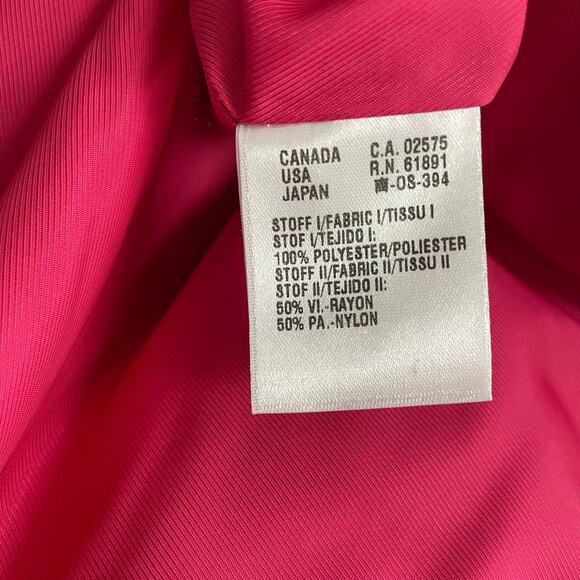 CANADA C.A. 02575
USA R.N. 61891
JAPAN 商-08-394
STOFF I/FABRIC I/TISSU I
STOF I/TEJIDO I:
100% POLYESTER/POLIESTER
STOFF II/FABRIC II/TISSU II
STOF II/TEJIDO II:
50% VI.-RAYON
50% PA.-NYLON